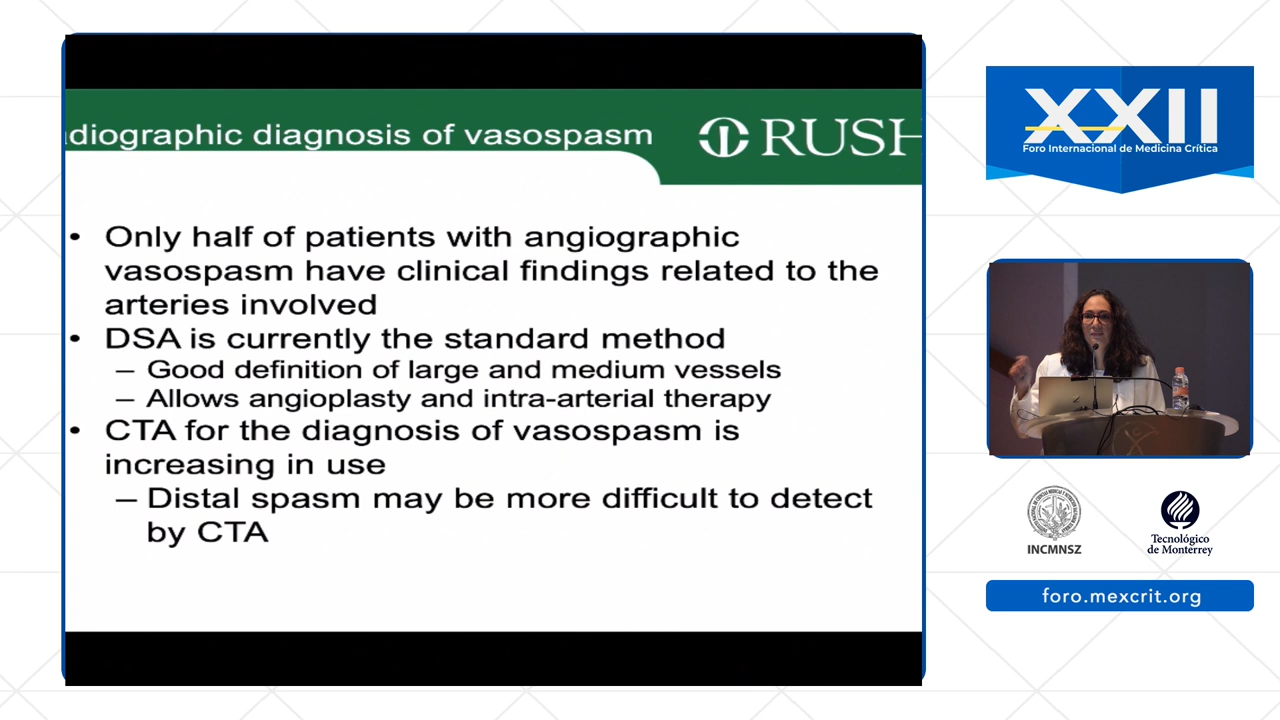 adiographic diagnosis of vasospasm
RUSH
• Only half of patients with angiographic
vasospasm have clinical findings related to the
arteries involved
• DSA is currently the standard method
– Good definition of large and medium vessels
– Allows angioplasty and intra-arterial therapy
• CTA for the diagnosis of vasospasm is
increasing in use
– Distal spasm may be more difficult to detect
by CTA
XXII
Foro Internacional de Medicina Crítica
INCMNSZ
Tecnológico
de Monterrey
foro.mexcrit.org